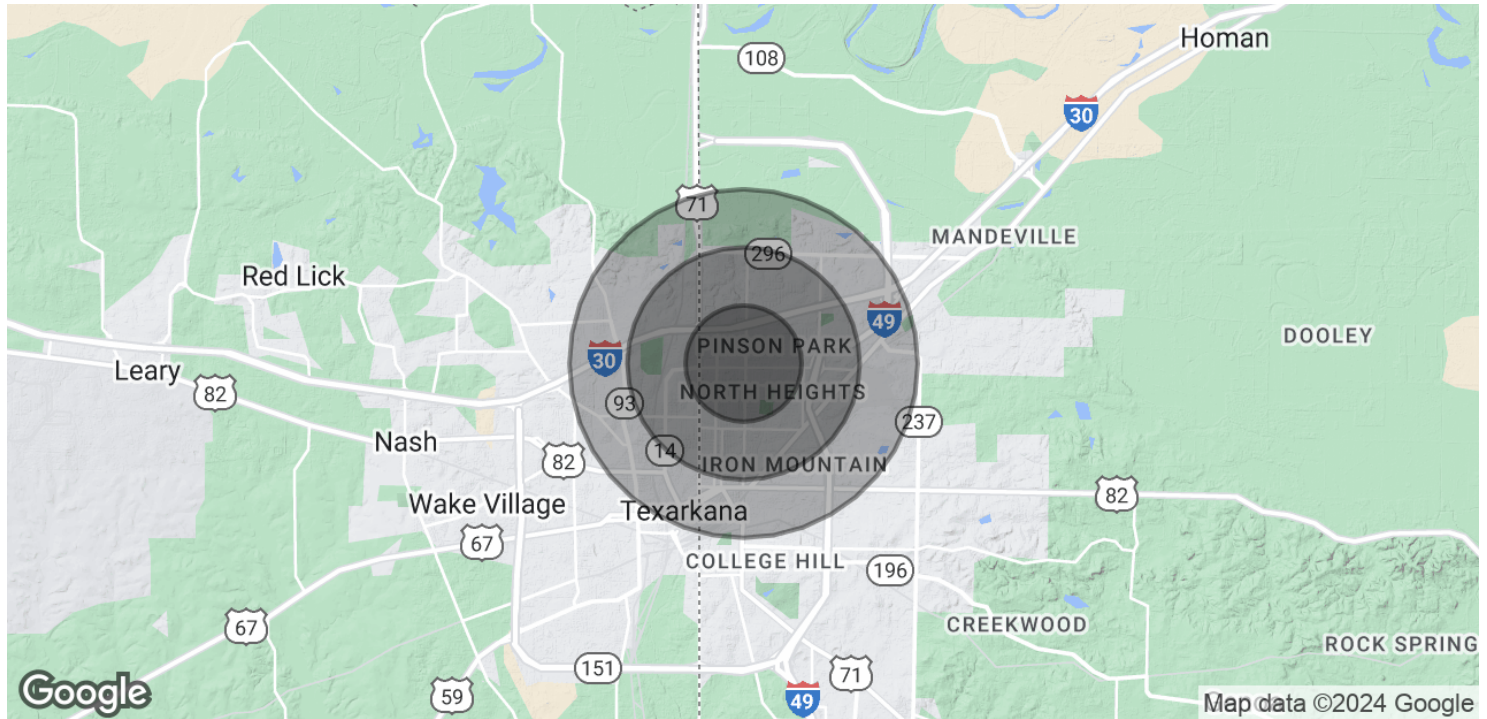 Homan
108
30
71
MANDEVILLE
296
Red Lick
49
DOOLEY
PINSON PARK
30
Leary
82
NORTH HEIGHTS
93
237
Nash
14
82
IRON MOUNTAIN
82
Wake Village
Texarkana
67
COLLEGE HILL
196
67
CREEKWOOD
ROCK SPRING
151
71
59
49
Google
Map data ©2024 Google